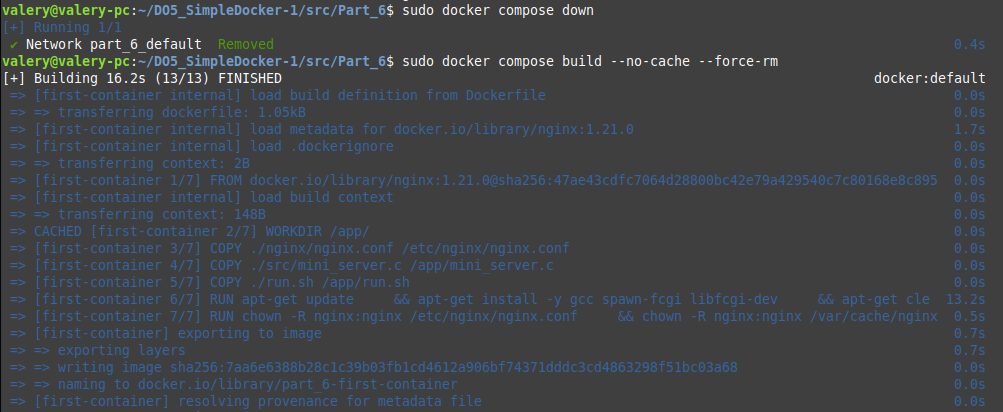 valery@valery-pc:~/DO5_SimpleDocker-1/src/Part_6$ sudo docker compose down
[+] Running 1/1
✔ Network part_6_default  Removed 0.4s
valery@valery-pc:~/DO5_SimpleDocker-1/src/Part_6$ sudo docker compose build --no-cache --force-rm
[+] Building 16.2s (13/13) FINISHED docker:default
=> [first-container internal] load build definition from Dockerfile 0.0s
=> => transferring dockerfile: 1.05kB 0.0s
=> [first-container internal] load metadata for docker.io/library/nginx:1.21.0 1.7s
=> [first-container internal] load .dockerignore 0.0s
=> => transferring context: 2B 0.0s
=> [first-container 1/7] FROM docker.io/library/nginx:1.21.0@sha256:47ae43cdfc7064d28800bc42e79a429540c7c80168e8c895 0.0s
=> [first-container internal] load build context 0.0s
=> => transferring context: 148B 0.0s
=> CACHED [first-container 2/7] WORKDIR /app/ 0.0s
=> [first-container 3/7] COPY ./nginx/nginx.conf /etc/nginx/nginx.conf 0.0s
=> [first-container 4/7] COPY ./src/mini_server.c /app/mini_server.c 0.0s
=> [first-container 5/7] COPY ./run.sh /app/run.sh 0.0s
=> [first-container 6/7] RUN apt-get update     && apt-get install -y gcc spawn-fcgi libfcgi-dev     && apt-get cle 13.2s
=> [first-container 7/7] RUN chown -R nginx:nginx /etc/nginx/nginx.conf     && chown -R nginx:nginx /var/cache/nginx 0.5s
=> [first-container] exporting to image 0.7s
=> => exporting layers 0.7s
=> => writing image sha256:7aa6e6388b28c1c39b03fb1cd4612a906bf74371dddc3cd4863298f51bc03a68 0.0s
=> => naming to docker.io/library/part_6-first-container 0.0s
=> [first-container] resolving provenance for metadata file 0.0s